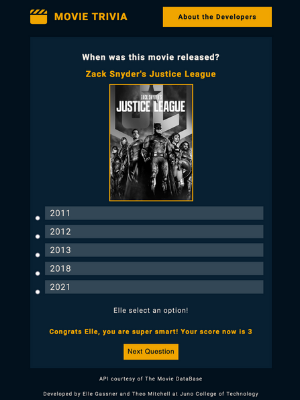 MOVIE TRIVIA
About the Developers
When was this movie released?
Zack Snyder's Justice League
ZACK SNYDER'S
JUSTICE LEAGUE
2011
2012
2013
2018
2021
Elle select an option!
Congrats Elle, you are super smart! Your score now is 3
Next Question
API courtesy of The Movie DataBase
Developed by Elle Gassner and Thea Mitchell at Juno College of Technology